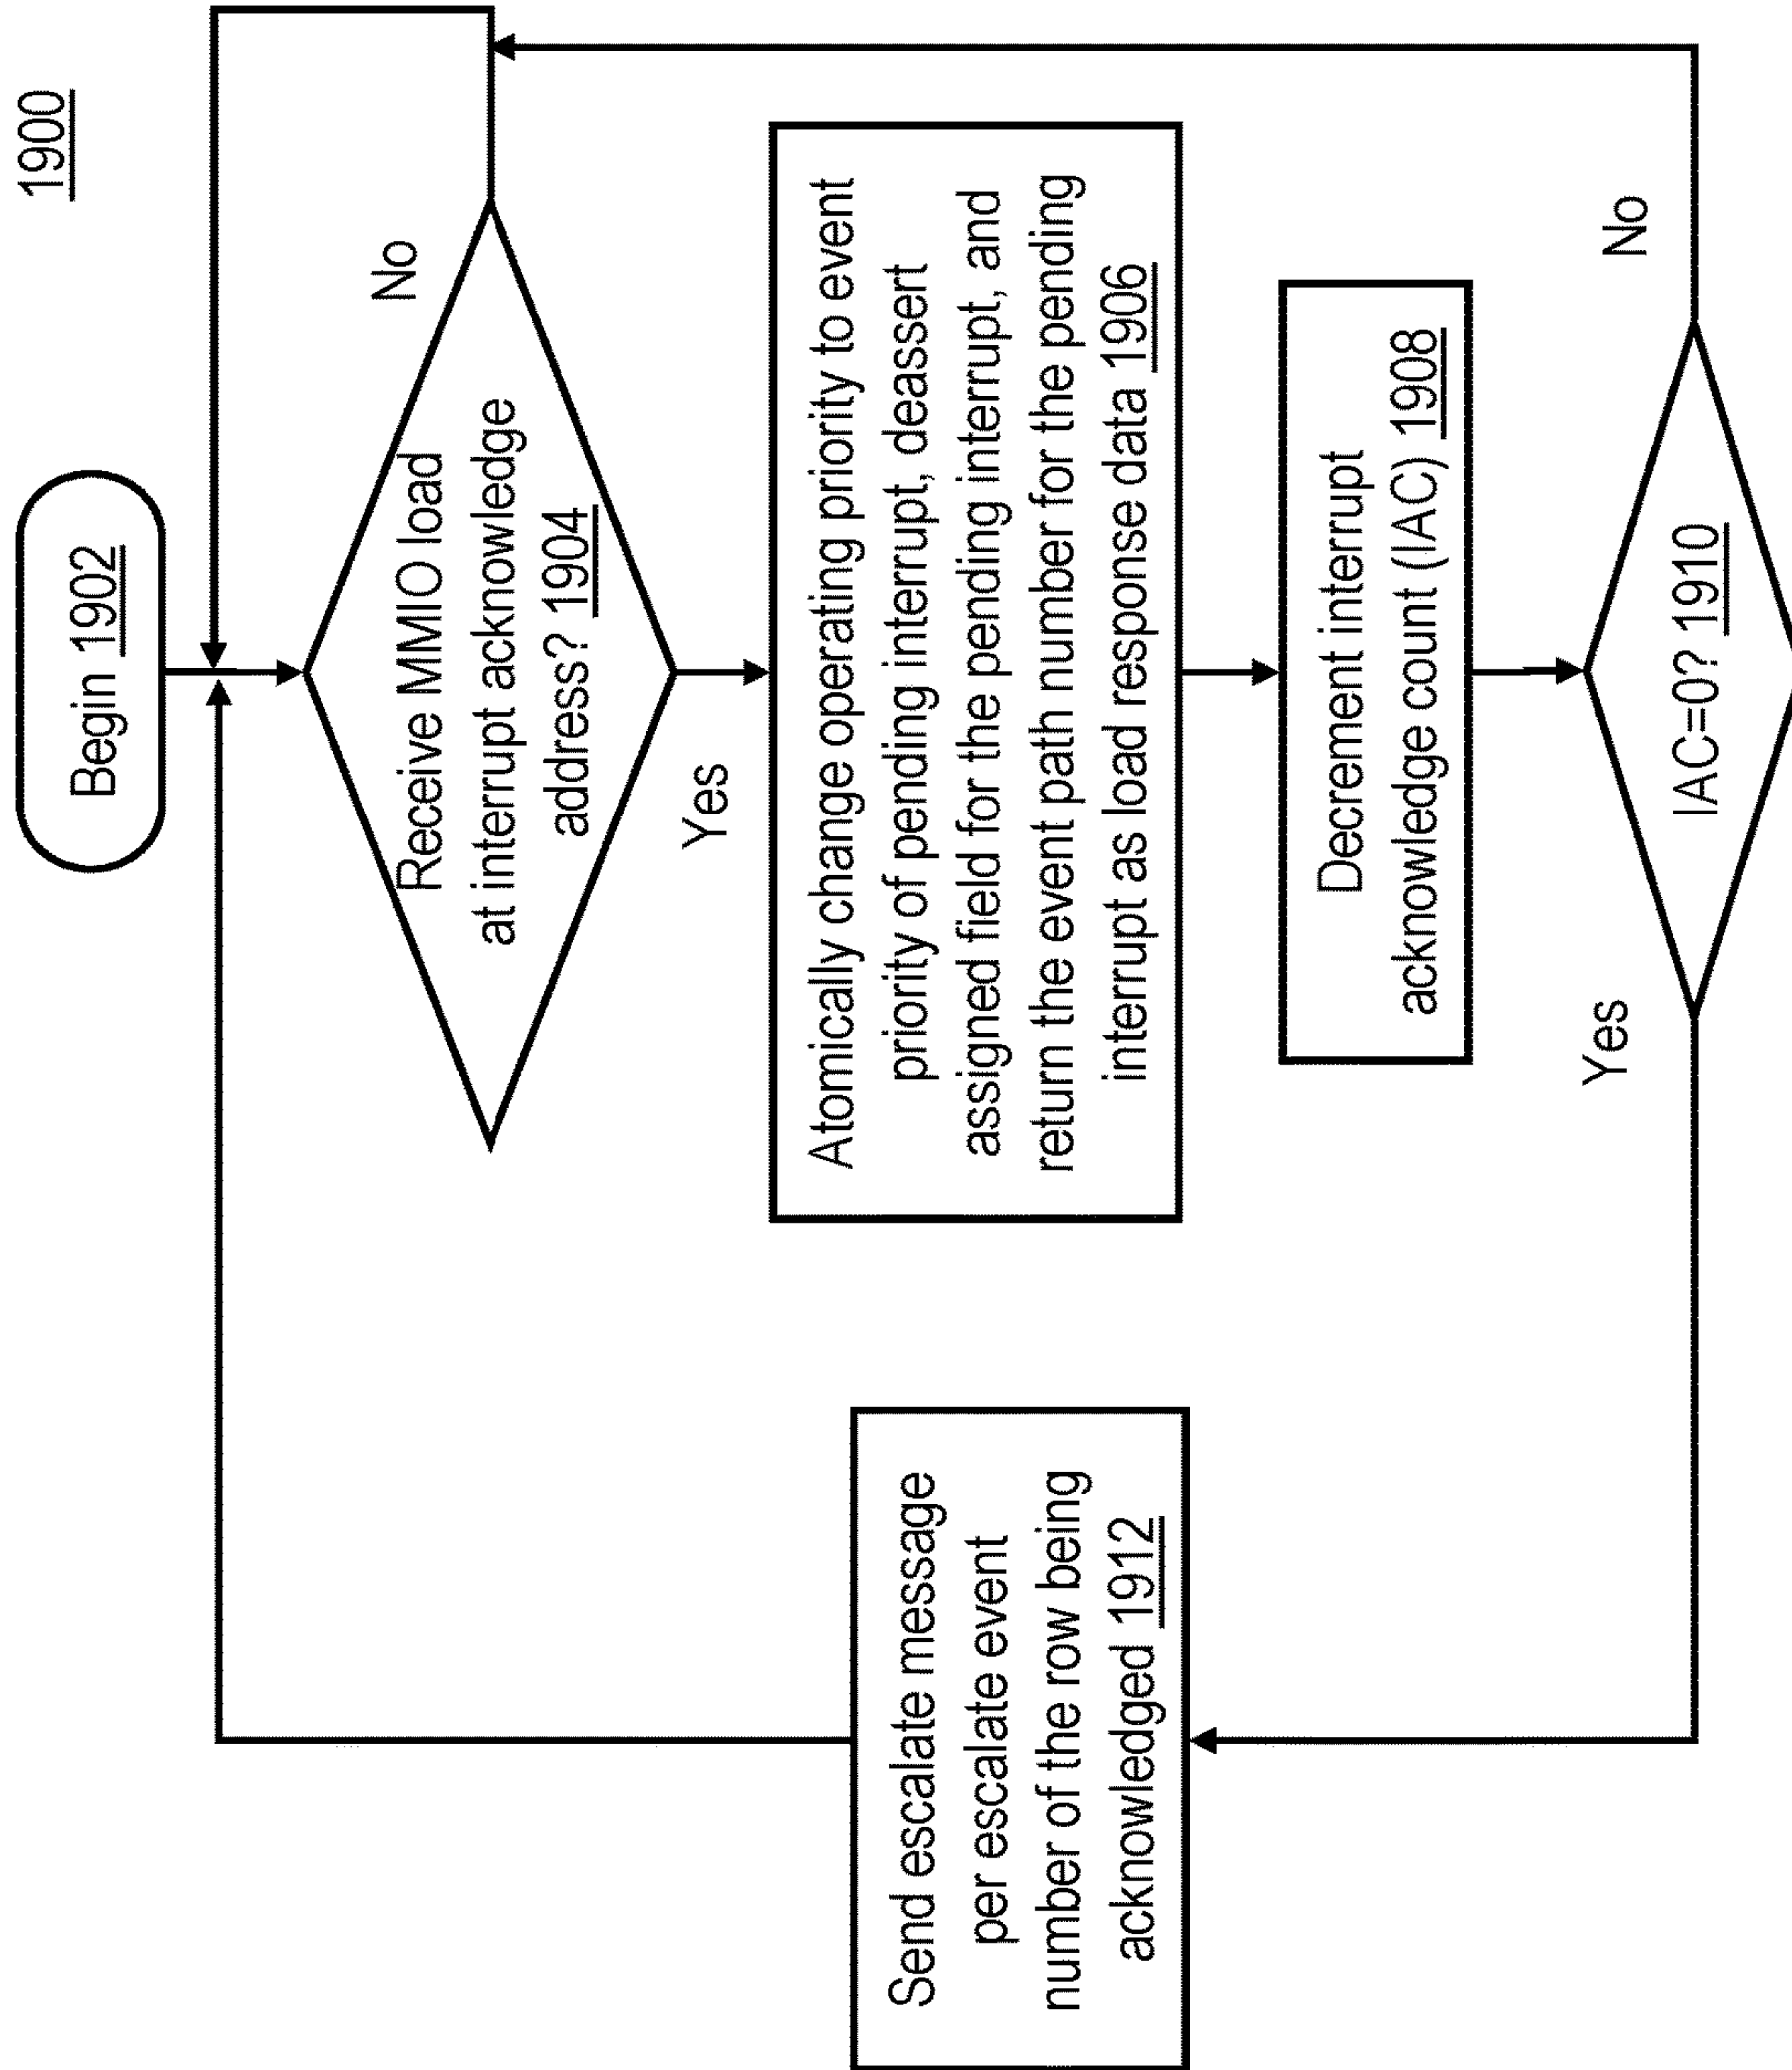 1900
Begin 1902
Receive MMIO load
at interrupt acknowledge
address? 1904
No
Yes
Atomically change operating priority to event
priority of pending interrupt, deassert
assigned field for the pending interrupt, and
return the event path number for the pending
interrupt as load response data 1906
Decrement interrupt
acknowledge count (IAC) 1908
IAC=0? 1910
No
Yes
Send escalate message
per escalate event
number of the row being
acknowledged 1912